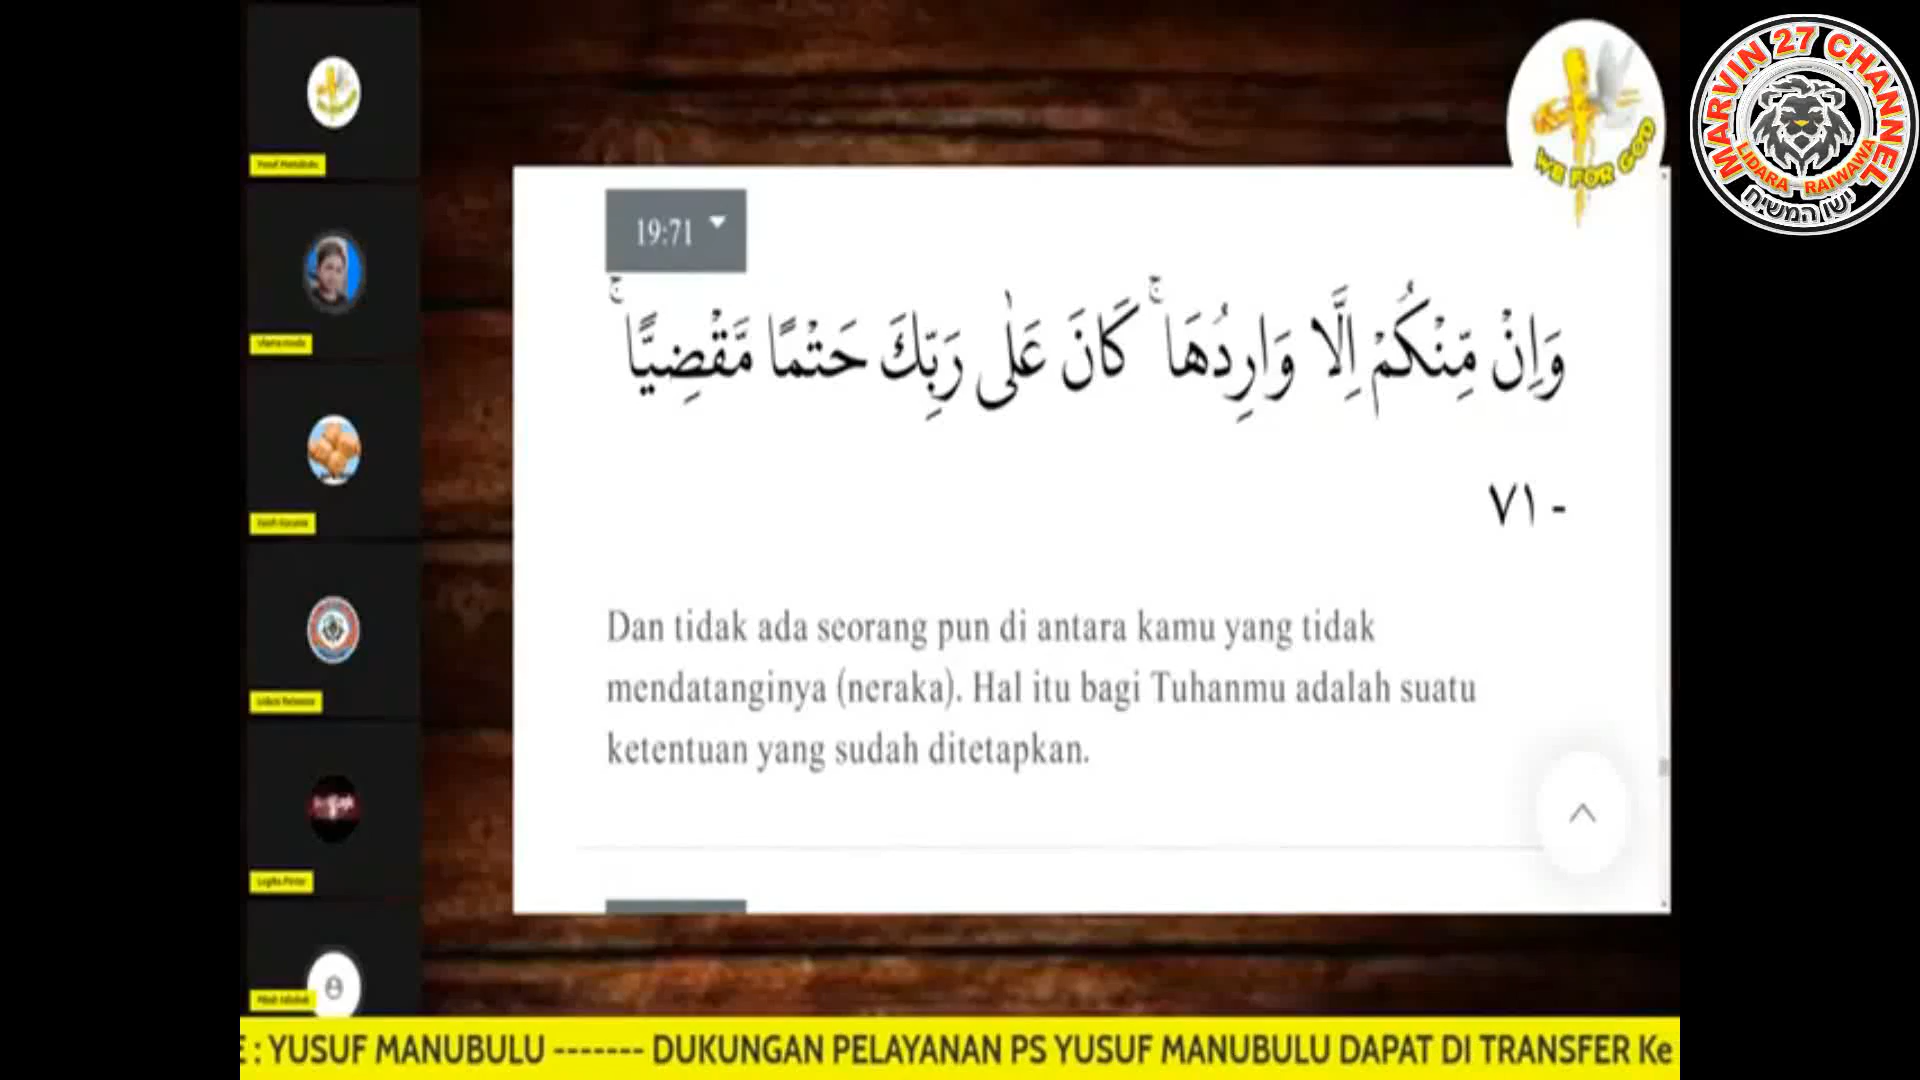 WE FOR GOD
MARVIN 27 CHANNEL
LIDARA RAIWAWA
ישו המשיח
19:71
وَاِنْ مِّنْكُمْ اِلَّا وَارِدُهَا ۚ كَانَ عَلٰى رَبِّكَ حَتْمًا مَّقْضِيًّا ۚ
- ٧١
Dan tidak ada seorang pun di antara kamu yang tidak
mendatanginya (neraka). Hal itu bagi Tuhanmu adalah suatu
ketentuan yang sudah ditetapkan.
: YUSUF MANUBULU ------- DUKUNGAN PELAYANAN PS YUSUF MANUBULU DAPAT DI TRANSFER Ke